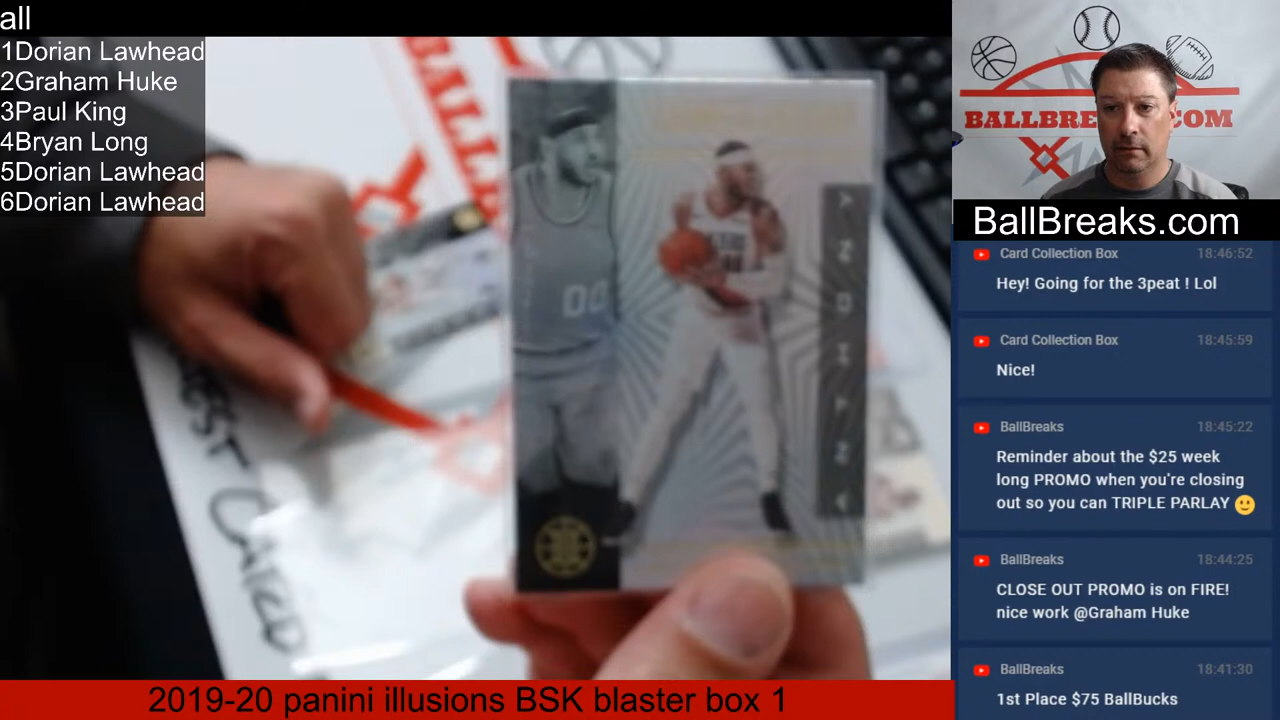 all
1Dorian Lawhead
2Graham Huke
3Paul King
4Bryan Long
5Dorian Lawhead
6Dorian Lawhead
00
BALLBREAKS.COM
BallBreaks.com
Card Collection Box 18:46:52
Hey! Going for the 3peat ! Lol
Card Collection Box 18:45:59
Nice!
BallBreaks 18:45:22
Reminder about the $25 week
long PROMO when you're closing
out so you can TRIPLE PARLAY
BallBreaks 18:44:25
CLOSE OUT PROMO is on FIRE!
nice work @Graham Huke
BallBreaks 18:41:30
1st Place $75 BallBucks
2019-20 panini illusions BSK blaster box 1